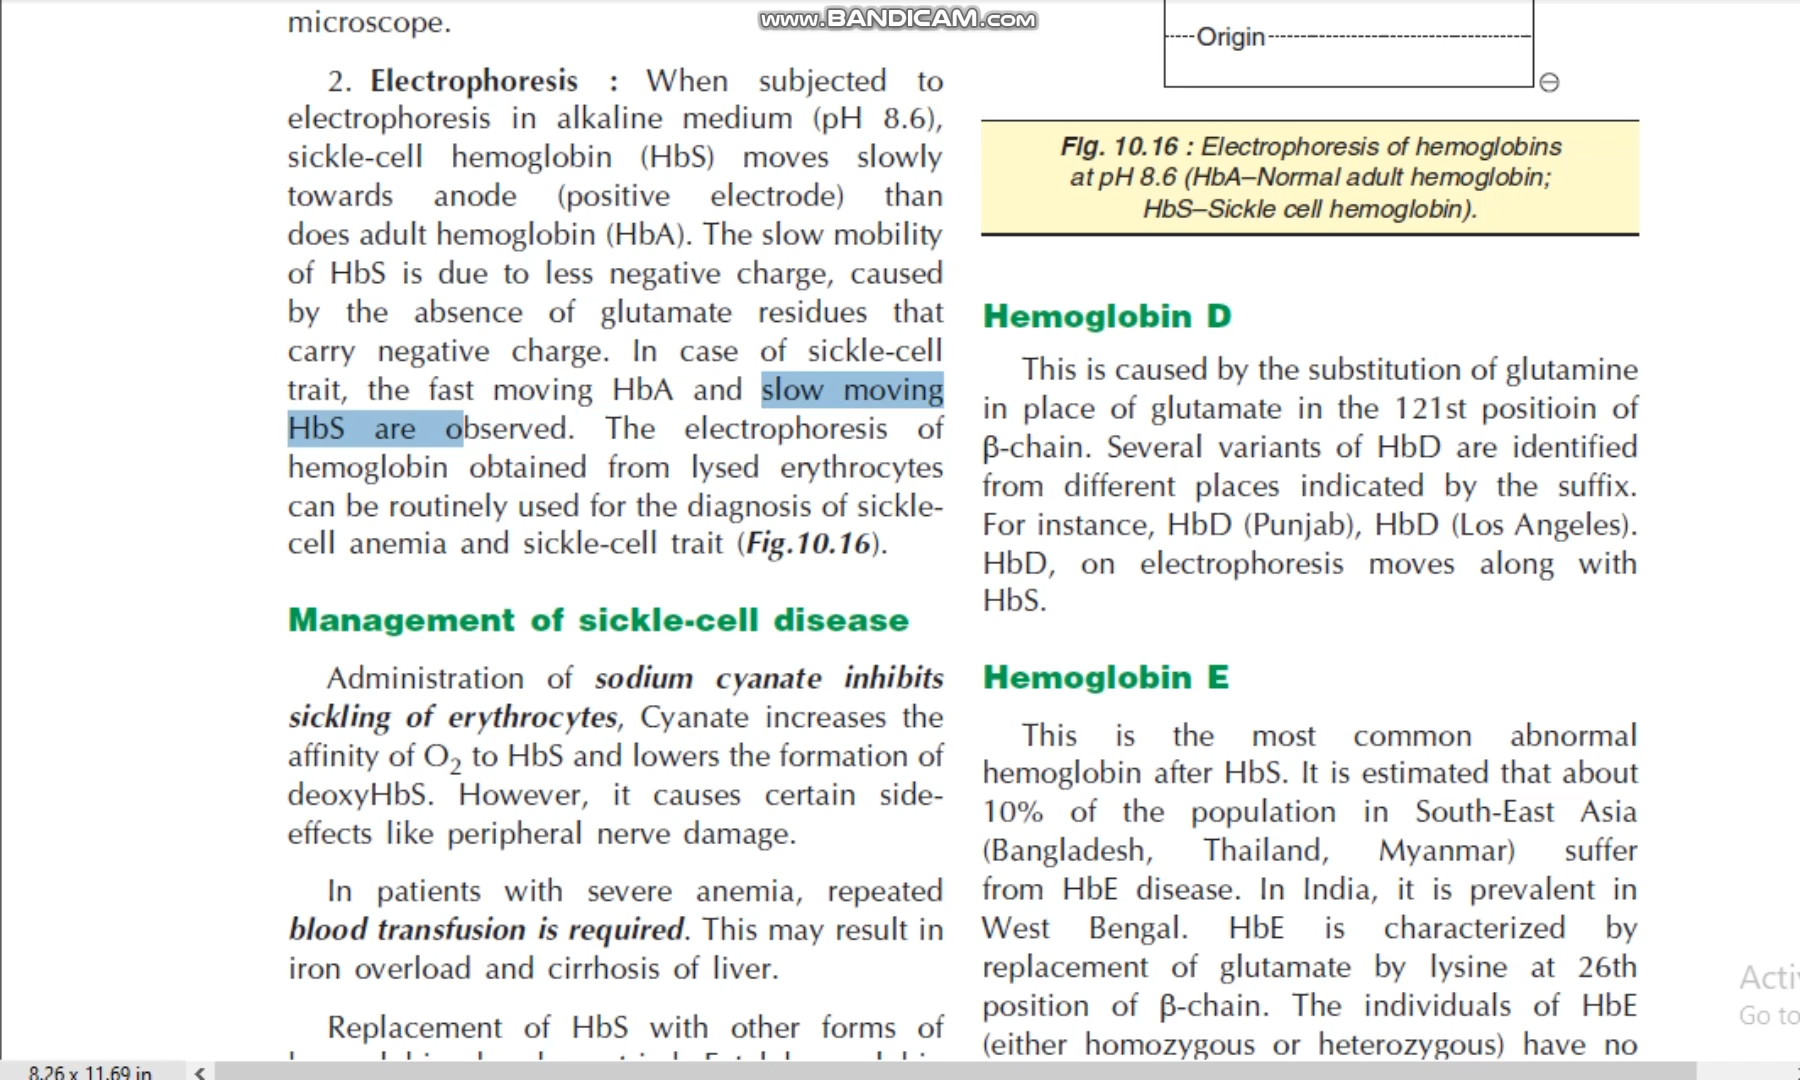 www.BANDICAM.com
microscope.
2. Electrophoresis : When subjected to
electrophoresis in alkaline medium (pH 8.6),
sickle-cell hemoglobin (HbS) moves slowly
towards anode (positive electrode) than
does adult hemoglobin (HbA). The slow mobility
of HbS is due to less negative charge, caused
by the absence of glutamate residues that
carry negative charge. In case of sickle-cell
trait, the fast moving HbA and slow moving
HbS are observed. The electrophoresis of
hemoglobin obtained from lysed erythrocytes
can be routinely used for the diagnosis of sickle-
cell anemia and sickle-cell trait (Fig.10.16).
Management of sickle-cell disease
Administration of sodium cyanate inhibits
sickling of erythrocytes, Cyanate increases the
affinity of O₂ to HbS and lowers the formation of
deoxyHbS. However, it causes certain side-
effects like peripheral nerve damage.
In patients with severe anemia, repeated
blood transfusion is required. This may result in
iron overload and cirrhosis of liver.
Replacement of HbS with other forms of
Origin
⊖
Fig. 10.16 : Electrophoresis of hemoglobins
at pH 8.6 (HbA–Normal adult hemoglobin;
HbS–Sickle cell hemoglobin).
Hemoglobin D
This is caused by the substitution of glutamine
in place of glutamate in the 121st positioin of
β-chain. Several variants of HbD are identified
from different places indicated by the suffix.
For instance, HbD (Punjab), HbD (Los Angeles).
HbD, on electrophoresis moves along with
HbS.
Hemoglobin E
This is the most common abnormal
hemoglobin after HbS. It is estimated that about
10% of the population in South-East Asia
(Bangladesh, Thailand, Myanmar) suffer
from HbE disease. In India, it is prevalent in
West Bengal. HbE is characterized by
replacement of glutamate by lysine at 26th
position of β-chain. The individuals of HbE
(either homozygous or heterozygous) have no
Acti
Go to
8.26 x 11.69 in